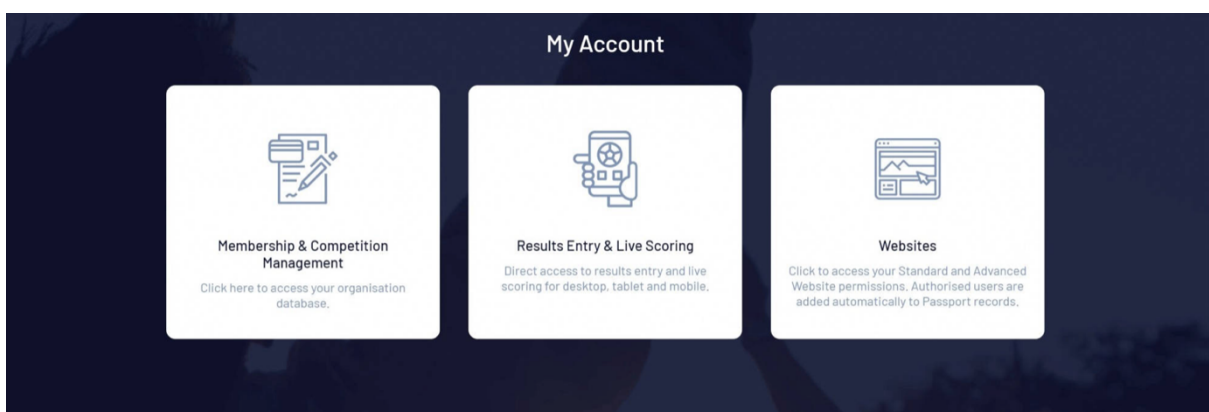 My Account
Membership & Competition
Management
Click here to access your organisation
database.
Results Entry & Live Scoring
Direct access to results entry and live
scoring for desktop, tablet and mobile.
Websites
Click to access your Standard and Advanced
Website permissions. Authorised users are
added automatically to Passport records.